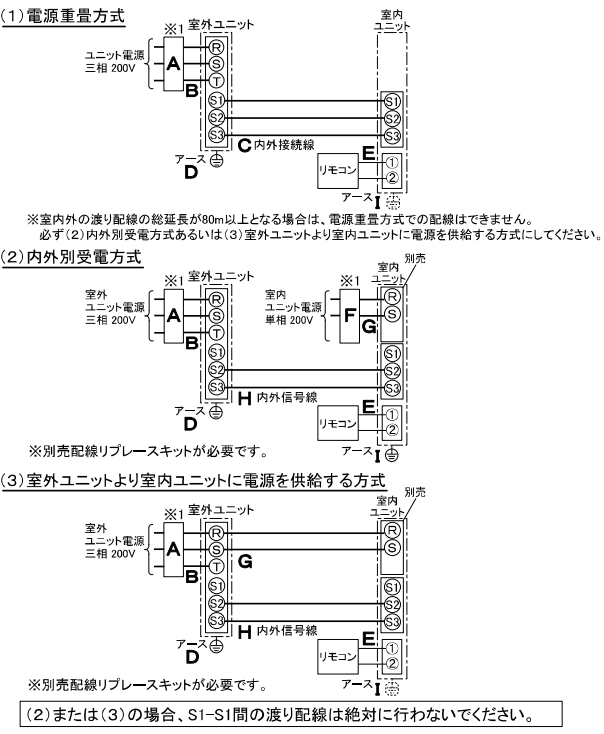 (1)電源重畳方式
※1
室外ユニット
室内
ユニット
ユニット電源
三相 200V
A
B
R
S
T
S1
S2
S3
S1
S2
S3
C 内外接続線
アース
D
リモコン
E
①
②
アース
I
※室内外の渡り配線の総延長が80m以上となる場合は、電源重畳方式での配線はできません。
必ず(2)内外別受電方式あるいは(3)室外ユニットより室内ユニットに電源を供給する方式にしてください。
(2)内外別受電方式
※1
室外ユニット
※1
室内
ユニット
別売
室外
ユニット電源
三相 200V
A
B
R
S
T
S1
S2
S3
室内
ユニット電源
単相 200V
F
G
R
S
S1
S2
S3
H 内外信号線
アース
D
リモコン
E
①
②
アース
I
※別売配線リプレースキットが必要です。
(3)室外ユニットより室内ユニットに電源を供給する方式
※1
室外ユニット
室内
ユニット
別売
室外
ユニット電源
三相 200V
A
B
R
S
T
S1
S2
S3
G
R
S
S1
S2
S3
H 内外信号線
アース
D
リモコン
E
①
②
アース
I
※別売配線リプレースキットが必要です。
(2)または(3)の場合、S1-S1間の渡り配線は絶対に行わないでください。